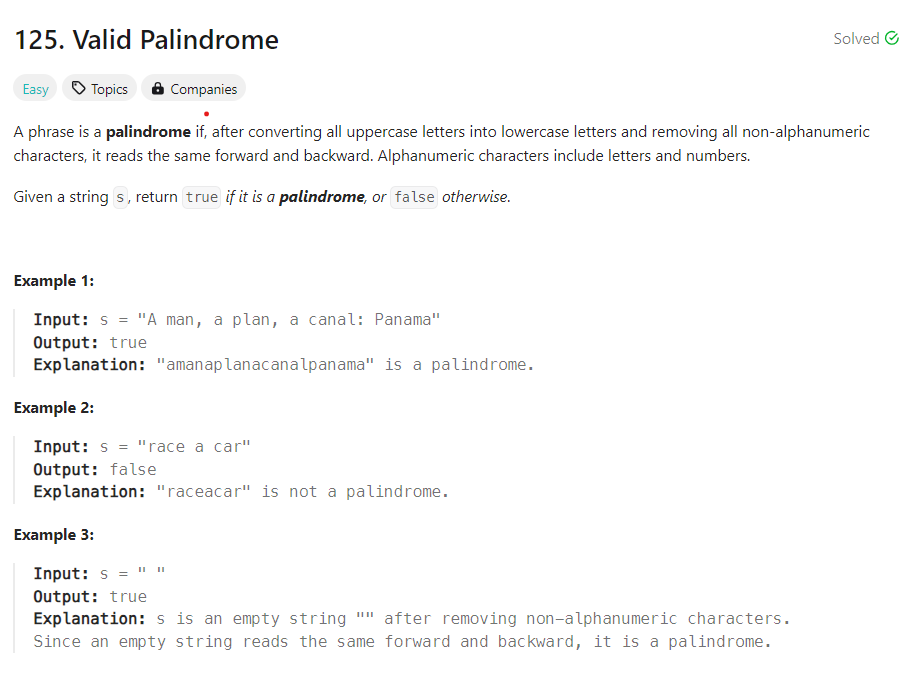 125. Valid Palindrome
Solved
Easy Topics Companies
A phrase is a palindrome if, after converting all uppercase letters into lowercase letters and removing all non-alphanumeric
characters, it reads the same forward and backward. Alphanumeric characters include letters and numbers.
Given a string s, return true if it is a palindrome, or false otherwise.
Example 1:
Input: s = "A man, a plan, a canal: Panama"
Output: true
Explanation: "amanaplanacanalpanama" is a palindrome.
Example 2:
Input: s = "race a car"
Output: false
Explanation: "raceacar" is not a palindrome.
Example 3:
Input: s = " "
Output: true
Explanation: s is an empty string "" after removing non-alphanumeric characters.
Since an empty string reads the same forward and backward, it is a palindrome.